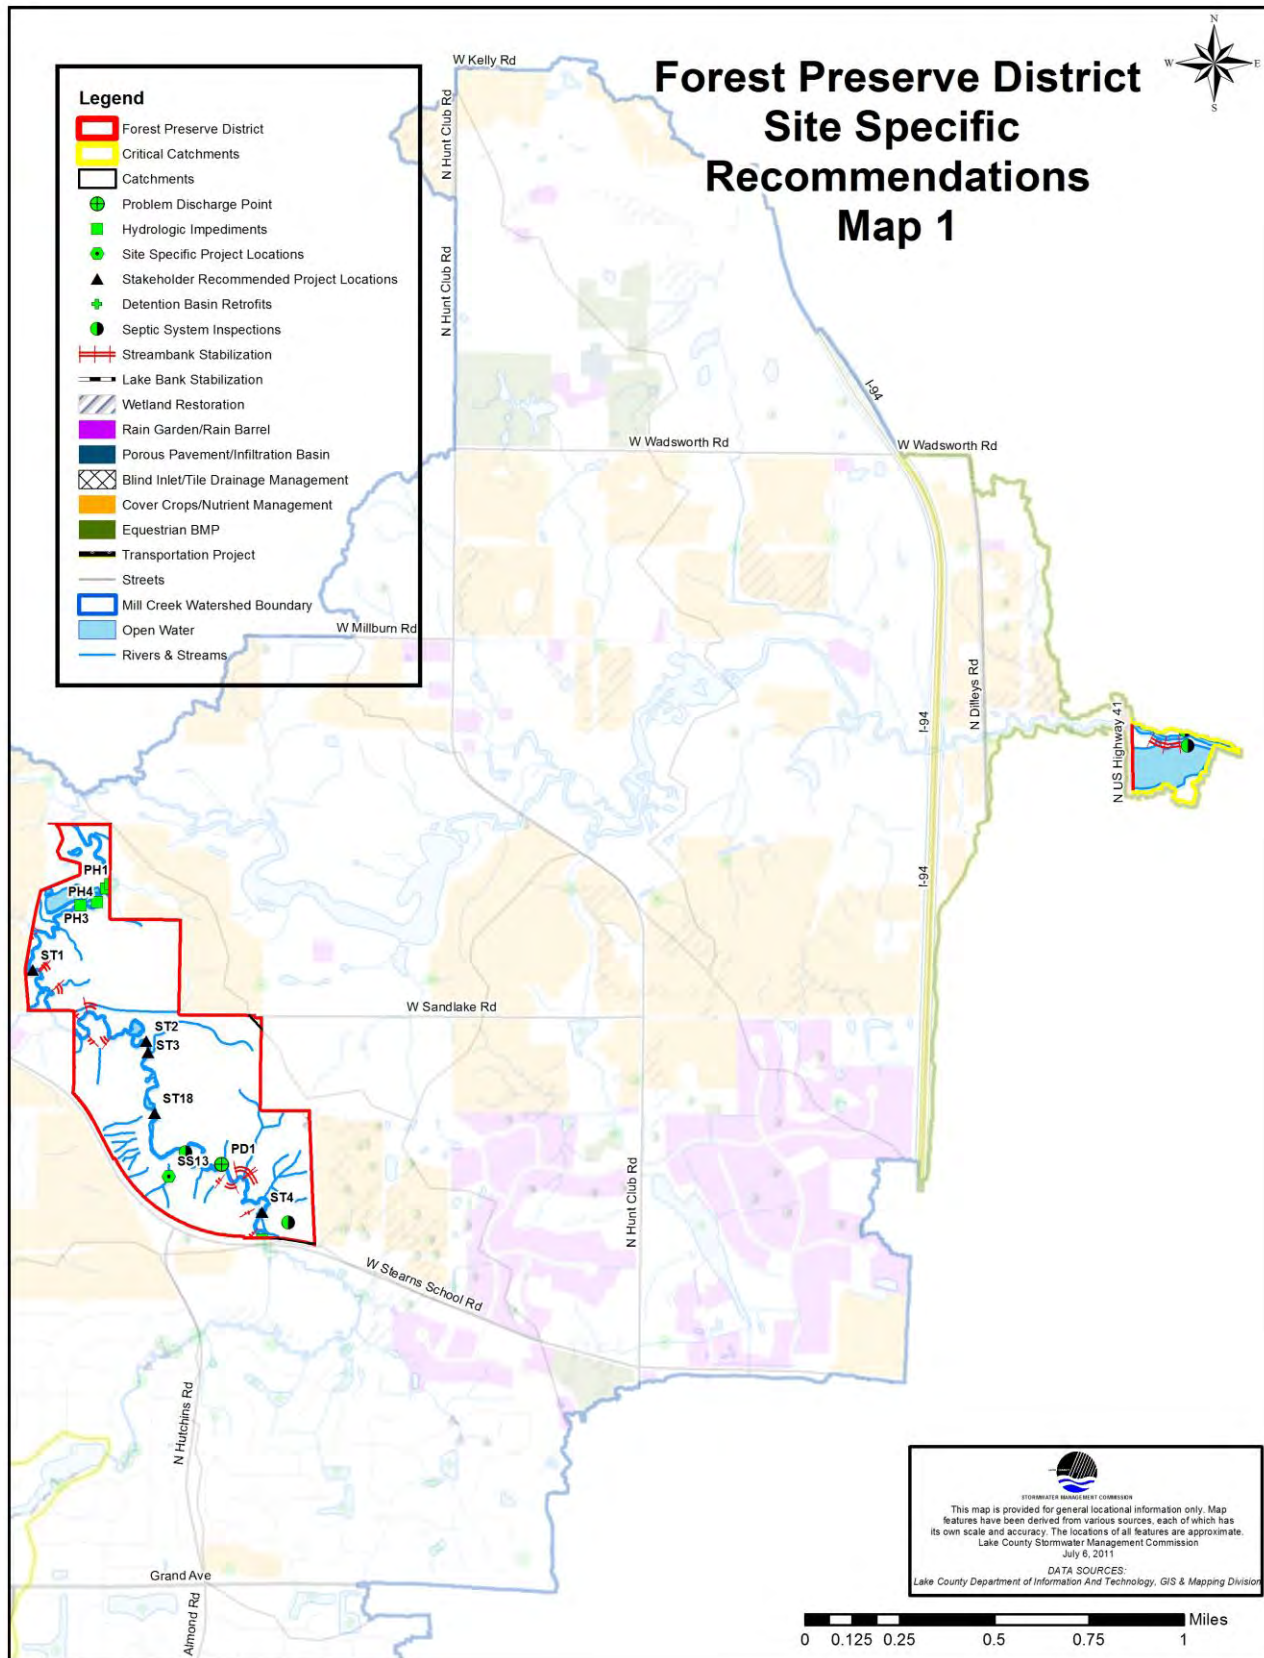 Forest Preserve District
Site Specific
Recommendations
Map 1
N
W
E
S
Legend
Forest Preserve District
Critical Catchments
Catchments
Problem Discharge Point
Hydrologic Impediments
Site Specific Project Locations
Stakeholder Recommended Project Locations
Detention Basin Retrofits
Septic System Inspections
Streambank Stabilization
Lake Bank Stabilization
Wetland Restoration
Rain Garden/Rain Barrel
Porous Pavement/Infiltration Basin
Blind Inlet/Tile Drainage Management
Cover Crops/Nutrient Management
Equestrian BMP
Transportation Project
Streets
Mill Creek Watershed Boundary
Open Water
Rivers & Streams
W Kelly Rd
N Hunt Club Rd
N Hunt Club Rd
I-94
W Wadsworth Rd
W Wadsworth Rd
W Millburn Rd
N Dilleys Rd
I-94
N US Highway 41
I-94
PH1
PH4
PH3
ST1
W Sandlake Rd
ST2
ST3
ST18
PD1
SS13
ST4
N Hunt Club Rd
W Stearns School Rd
N Hutchins Rd
Grand Ave
Almond Rd
STORMWATER MANAGEMENT COMMISSION
This map is provided for general locational information only. Map
features have been derived from various sources, each of which has
its own scale and accuracy. The locations of all features are approximate.
Lake County Stormwater Management Commission
July 6, 2011
DATA SOURCES:
Lake County Department of Information And Technology, GIS & Mapping Division
Miles
0 0.125 0.25 0.5 0.75 1